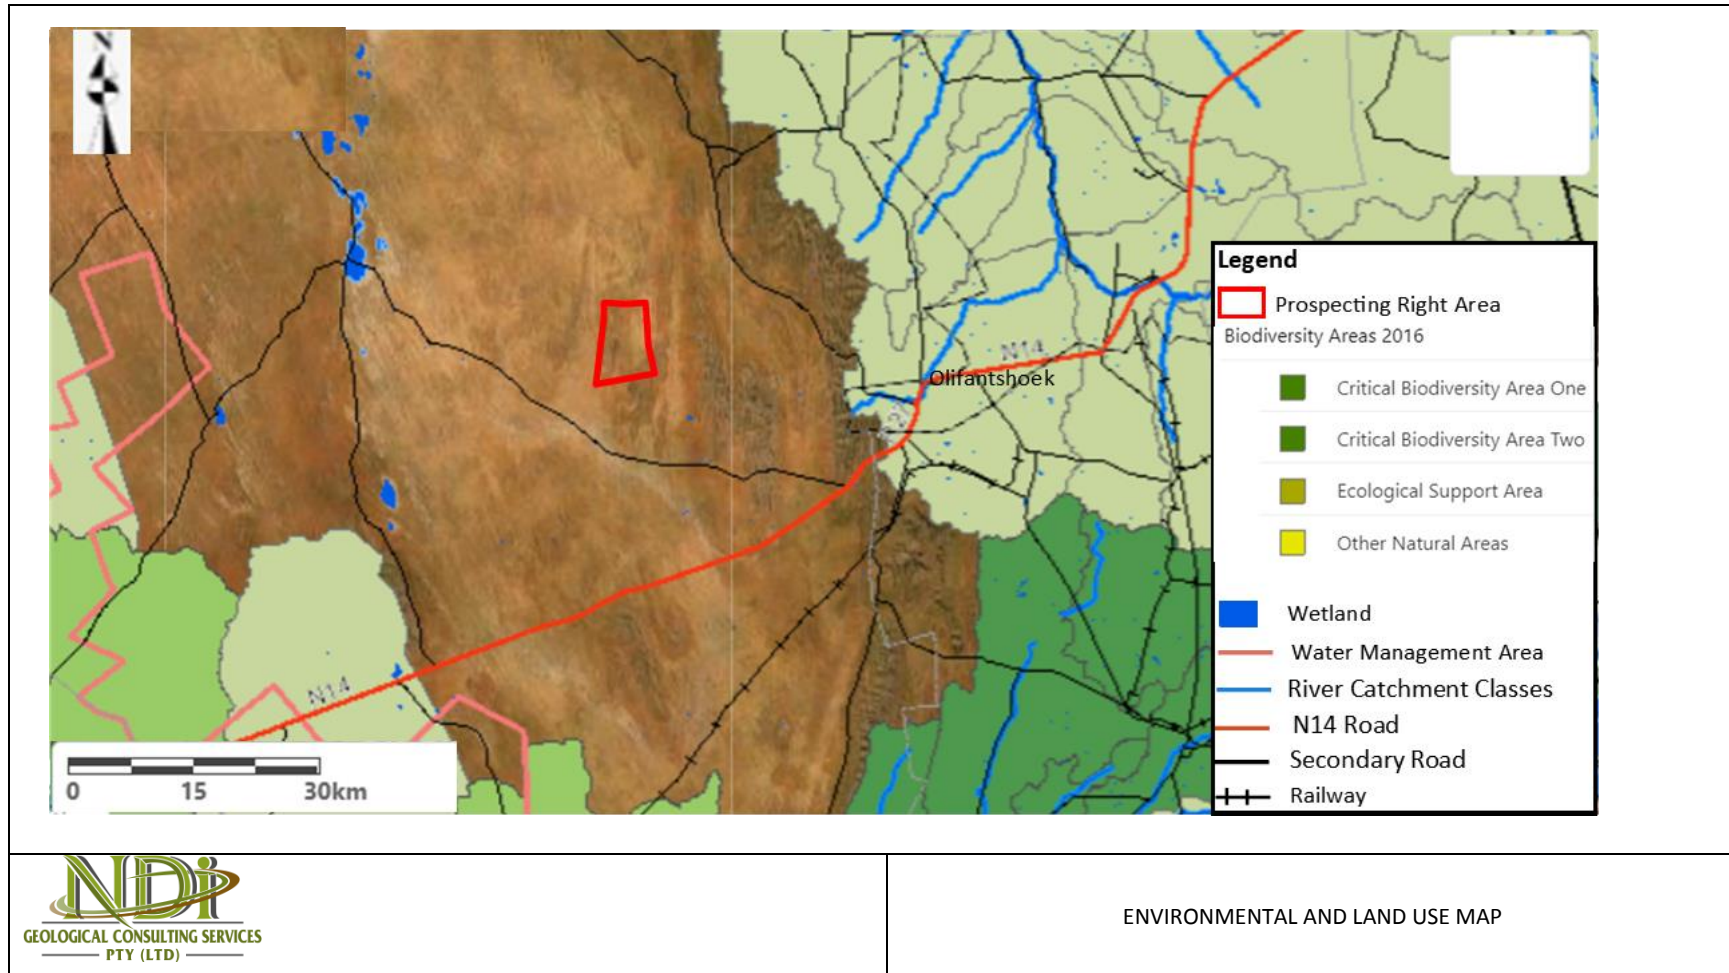 N
N14
Olifantshoek
N14
0 15 30km
Legend
Prospecting Right Area
Biodiversity Areas 2016
Critical Biodiversity Area One
Critical Biodiversity Area Two
Ecological Support Area
Other Natural Areas
Wetland
Water Management Area
River Catchment Classes
N14 Road
Secondary Road
Railway
NDi
GEOLOGICAL CONSULTING SERVICES
PTY (LTD)
ENVIRONMENTAL AND LAND USE MAP